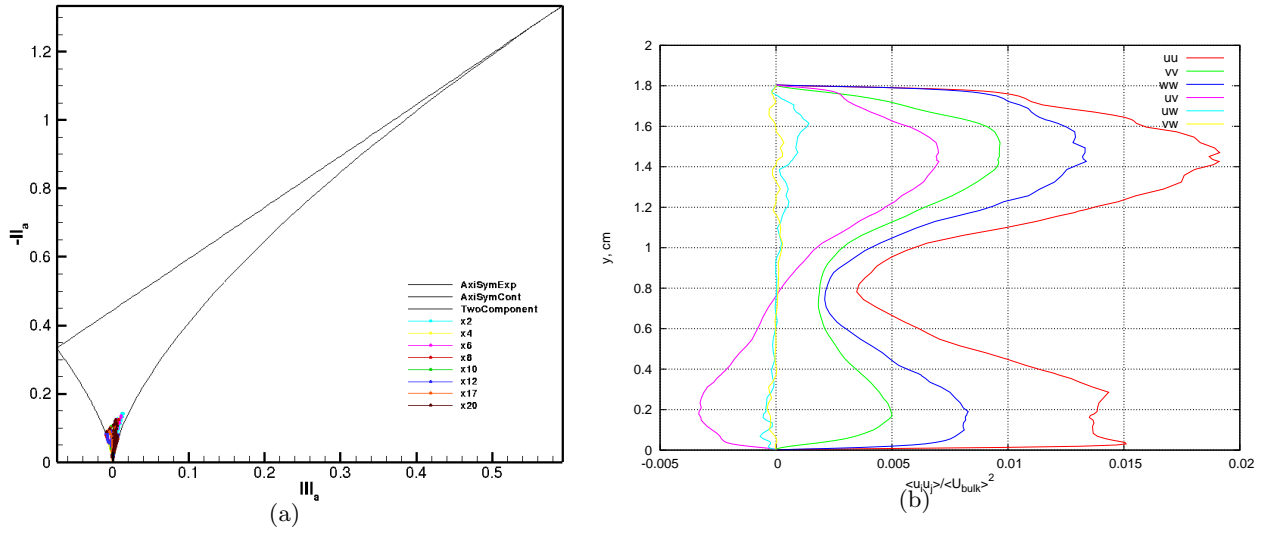 1.2
1
0.8
0.6
0.4
0.2
0
-II_a
0 0.1 0.2 0.3 0.4 0.5
III_a
AxiSymExp
AxiSymCont
TwoComponent
x2
x4
x6
x8
x10
x12
x17
x20
(a)
2
1.8
1.6
1.4
1.2
1
0.8
0.6
0.4
0.2
0
y, cm
uu
vv
ww
uv
uw
vw
-0.005 0 0.005 0.01 0.015 0.02
<u_iu_j>/<U_bulk>^2
(b)